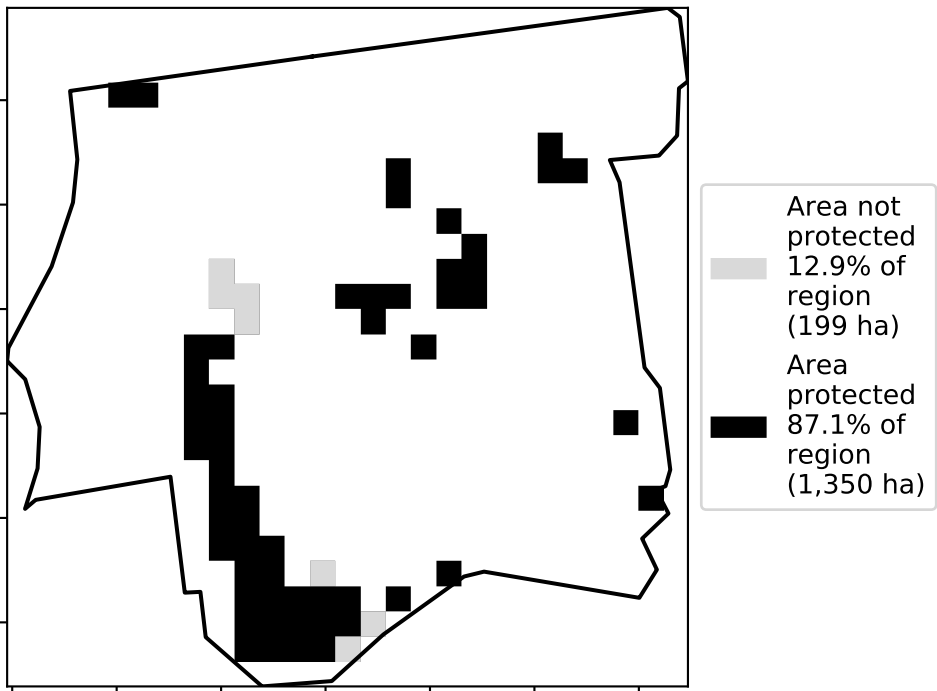 Area not
protected
12.9% of
region
(199 ha)
Area
protected
87.1% of
region
(1,350 ha)